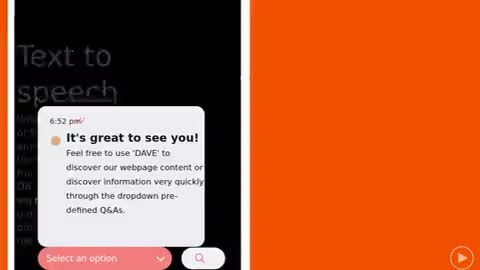 Text to
speech
6:52 pm
It's great to see you!
Feel free to use 'DAVE' to
discover our webpage content or
discover information very quickly
through the dropdown pre-
defined Q&As.
Select an option